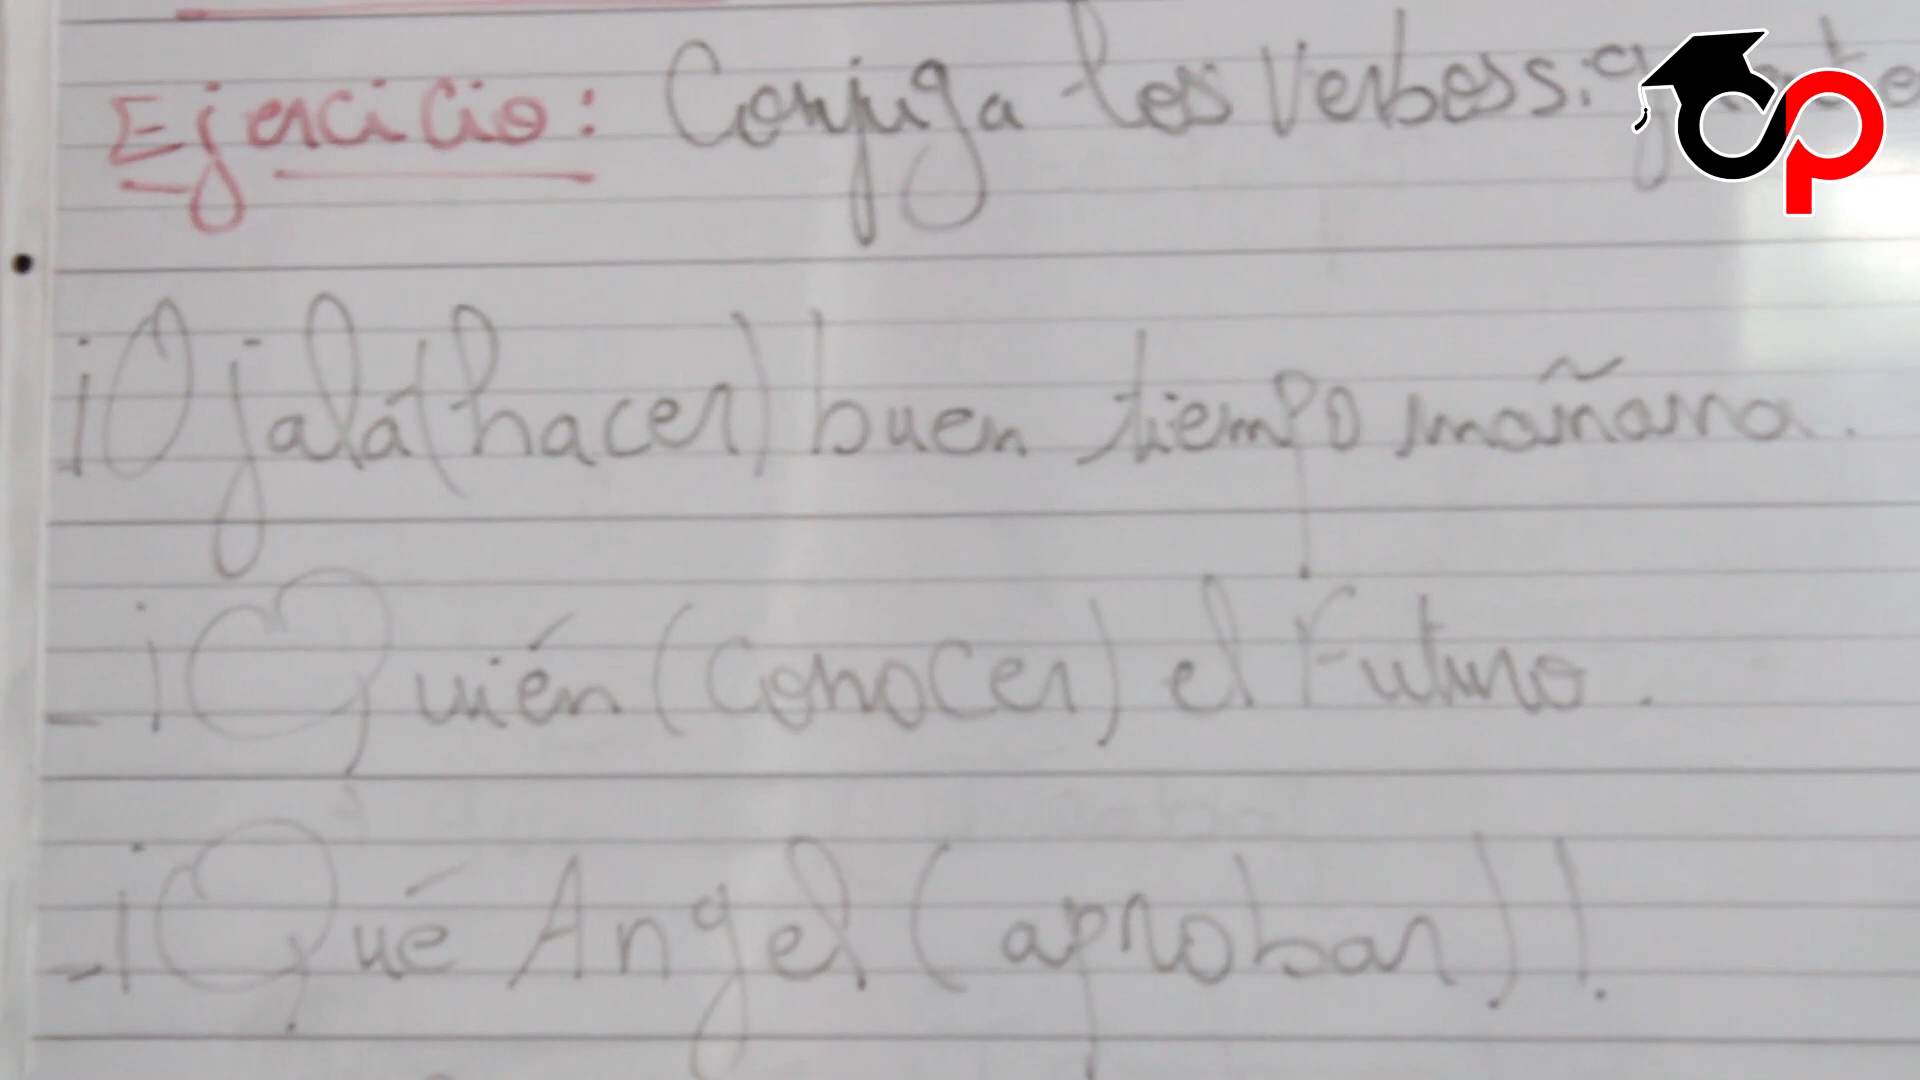 Ejercicio: Conjuga los verbos
¡Ojalá (hacer) buen tiempo mañana.
- ¡Quién (conocer) el Futuro.
- ¡Qué Angel (aprobar)!